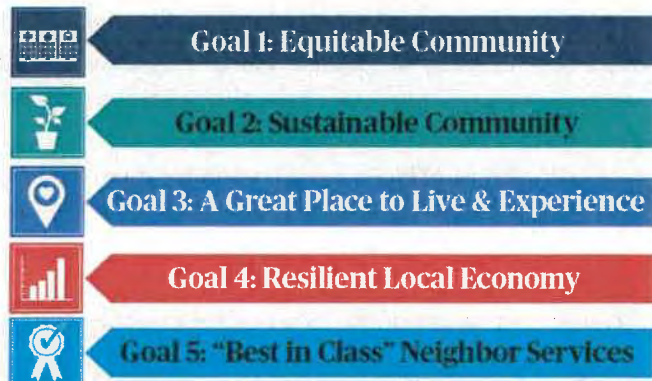 Goal 1: Equitable Community
Goal 2: Sustainable Community
Goal 3: A Great Place to Live & Experience
Goal 4: Resilient Local Economy
Goal 5: "Best in Class" Neighbor Services